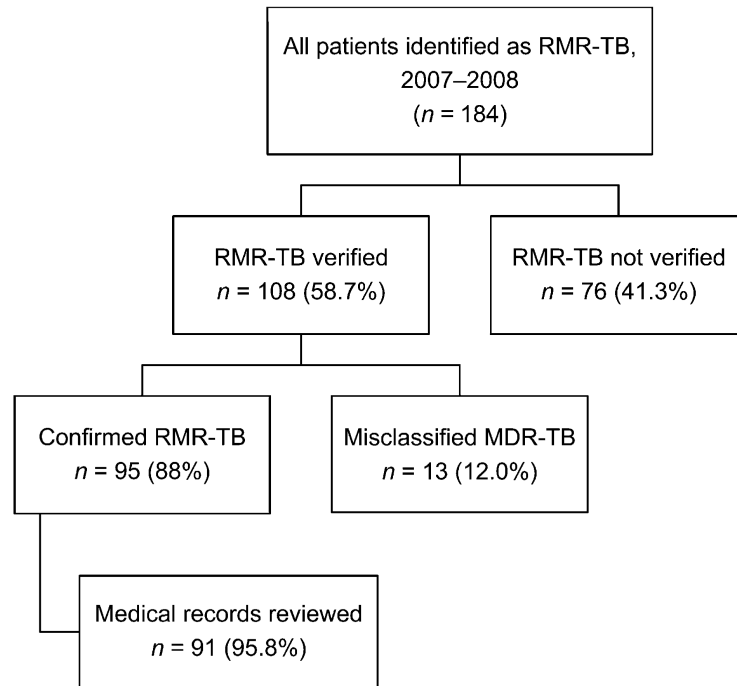 All patients identified as RMR-TB,
2007–2008
(n = 184)
RMR-TB verified
n = 108 (58.7%)
RMR-TB not verified
n = 76 (41.3%)
Confirmed RMR-TB
n = 95 (88%)
Misclassified MDR-TB
n = 13 (12.0%)
Medical records reviewed
n = 91 (95.8%)